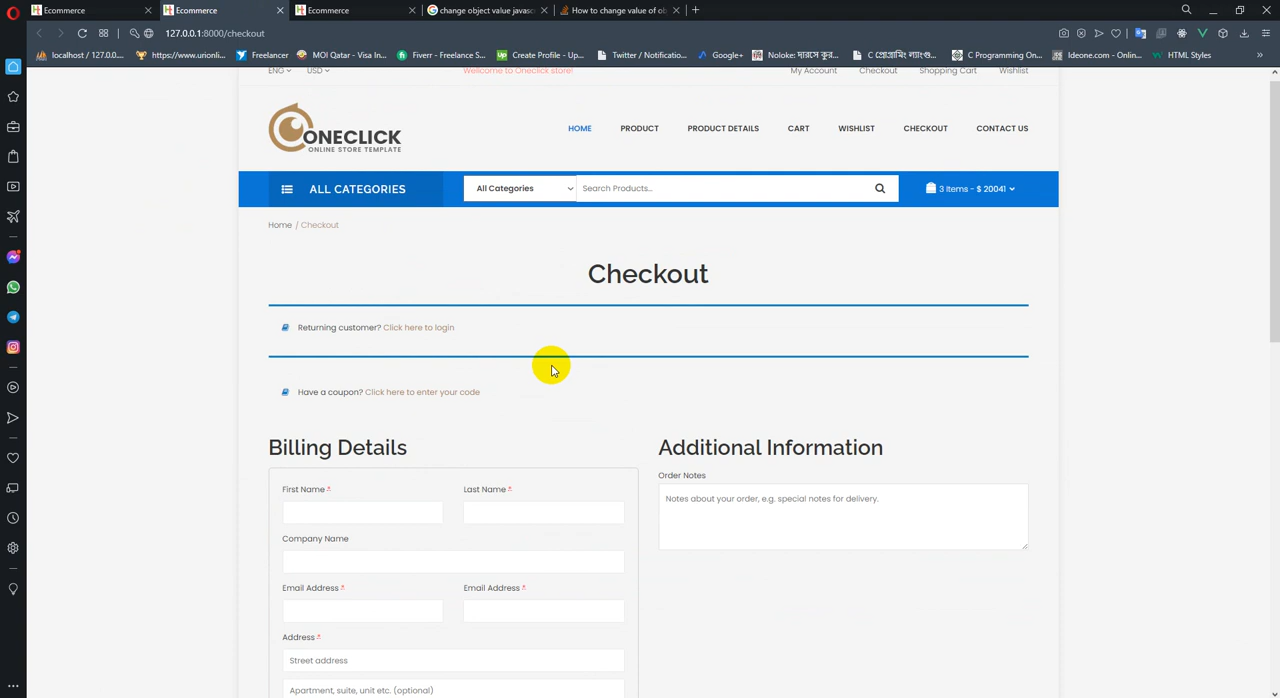 Ecommerce
Ecommerce
Ecommerce
change object value javasc
How to change value of ob
127.0.0.1:8000/checkout
localhost / 127.0.0....
https://www.urionli...
Freelancer
MOI Qatar - Visa In...
Fiverr - Freelance S...
Create Profile - Up...
Twitter / Notificatio...
Google+
Noloke: দারসে কুর...
C প্রোগ্রামিং ল্যাংগু...
C Programming On...
Ideone.com - Onlin...
HTML Styles
ENG
USD
Wellcome to Oneclick store!
My Account
Checkout
Shopping Cart
Wishlist
ONECLICK
ONLINE STORE TEMPLATE
HOME
PRODUCT
PRODUCT DETAILS
CART
WISHLIST
CHECKOUT
CONTACT US
ALL CATEGORIES
All Categories
Search Products...
3 Items - $ 20041
Home / Checkout
Checkout
Returning customer? Click here to login
Have a coupon? Click here to enter your code
Billing Details
Additional Information
First Name *
Last Name *
Order Notes
Notes about your order, e.g. special notes for delivery.
Company Name
Email Address *
Email Address *
Address *
Street address
Apartment, suite, unit etc. (optional)